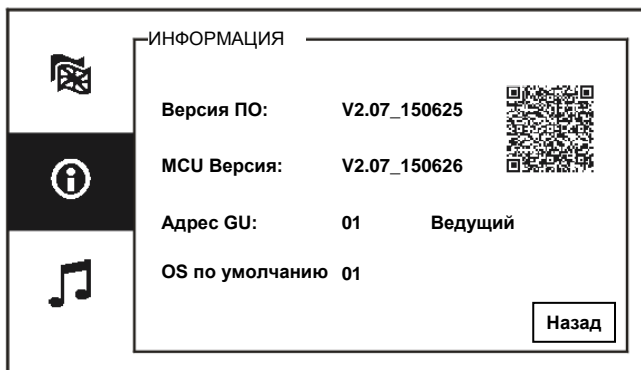 ИНФОРМАЦИЯ
Версия ПО: V2.07_150625
MCU Версия: V2.07_150626
Адрес GU: 01 Ведущий
OS по умолчанию 01
Назад